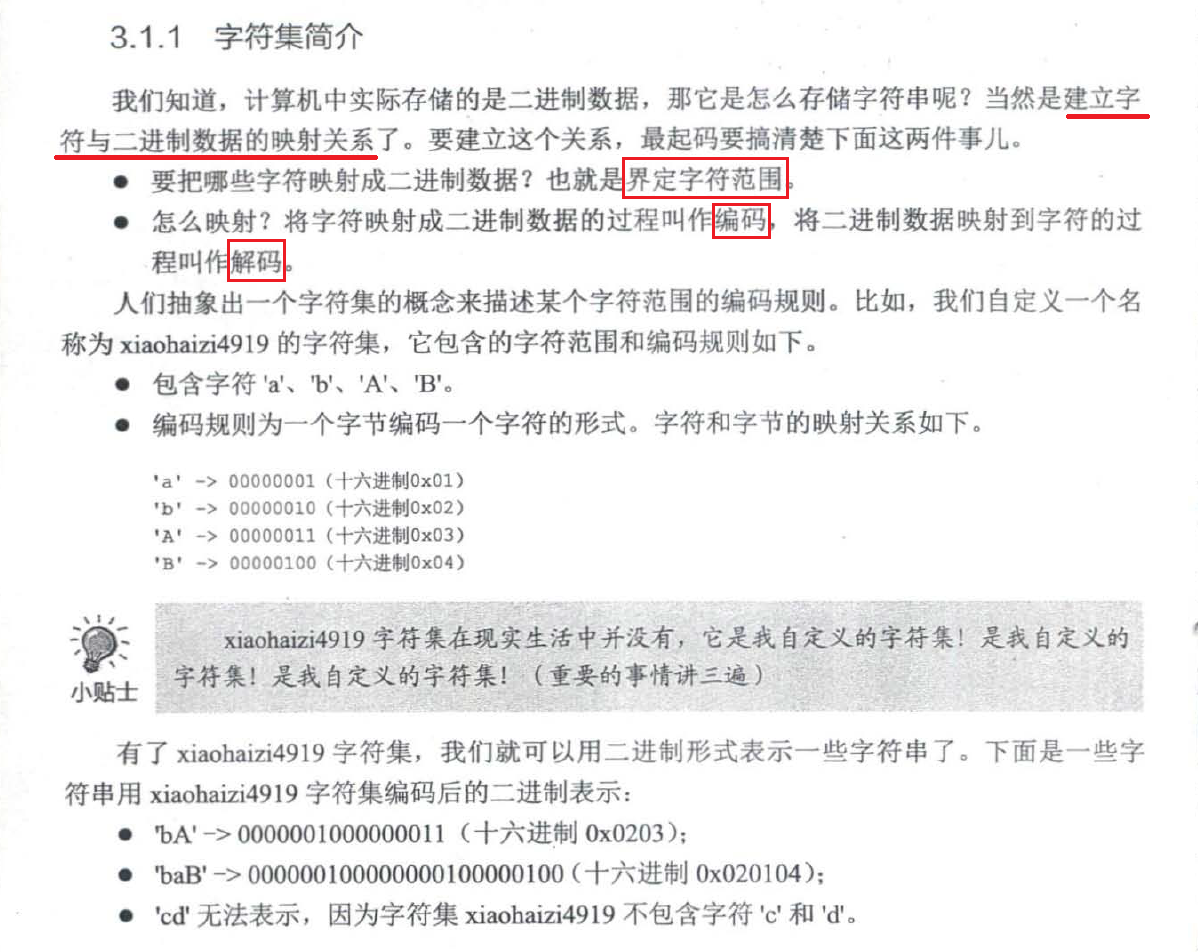 3.1.1 字符集简介
我们知道，计算机中实际存储的是二进制数据，那它是怎么存储字符串呢？当然是建立字
符与二进制数据的映射关系了。要建立这个关系，最起码要搞清楚下面这两件事儿。
● 要把哪些字符映射成二进制数据？也就是界定字符范围。
● 怎么映射？将字符映射成二进制数据的过程叫作编码，将二进制数据映射到字符的过
程叫作解码。
人们抽象出一个字符集的概念来描述某个字符范围的编码规则。比如，我们自定义一个名
称为 xiaohaizi4919 的字符集，它包含的字符范围和编码规则如下。
● 包含字符 'a'、'b'、'A'、'B'。
● 编码规则为一个字节编码一个字符的形式。字符和字节的映射关系如下。
'a' -> 00000001（十六进制0x01）
'b' -> 00000010（十六进制0x02）
'A' -> 00000011（十六进制0x03）
'B' -> 00000100（十六进制0x04）
xiaohaizi4919 字符集在现实生活中并没有，它是我自定义的字符集！是我自定义的
字符集！是我自定义的字符集！（重要的事情讲三遍）
小贴士
有了 xiaohaizi4919 字符集，我们就可以用二进制形式表示一些字符串了。下面是一些字
符串用 xiaohaizi4919 字符集编码后的二进制表示：
● 'bA' -> 0000001000000011（十六进制 0x0203）；
● 'baB' -> 000000100000000100000100（十六进制 0x020104）；
● 'cd' 无法表示，因为字符集 xiaohaizi4919 不包含字符 'c' 和 'd'。